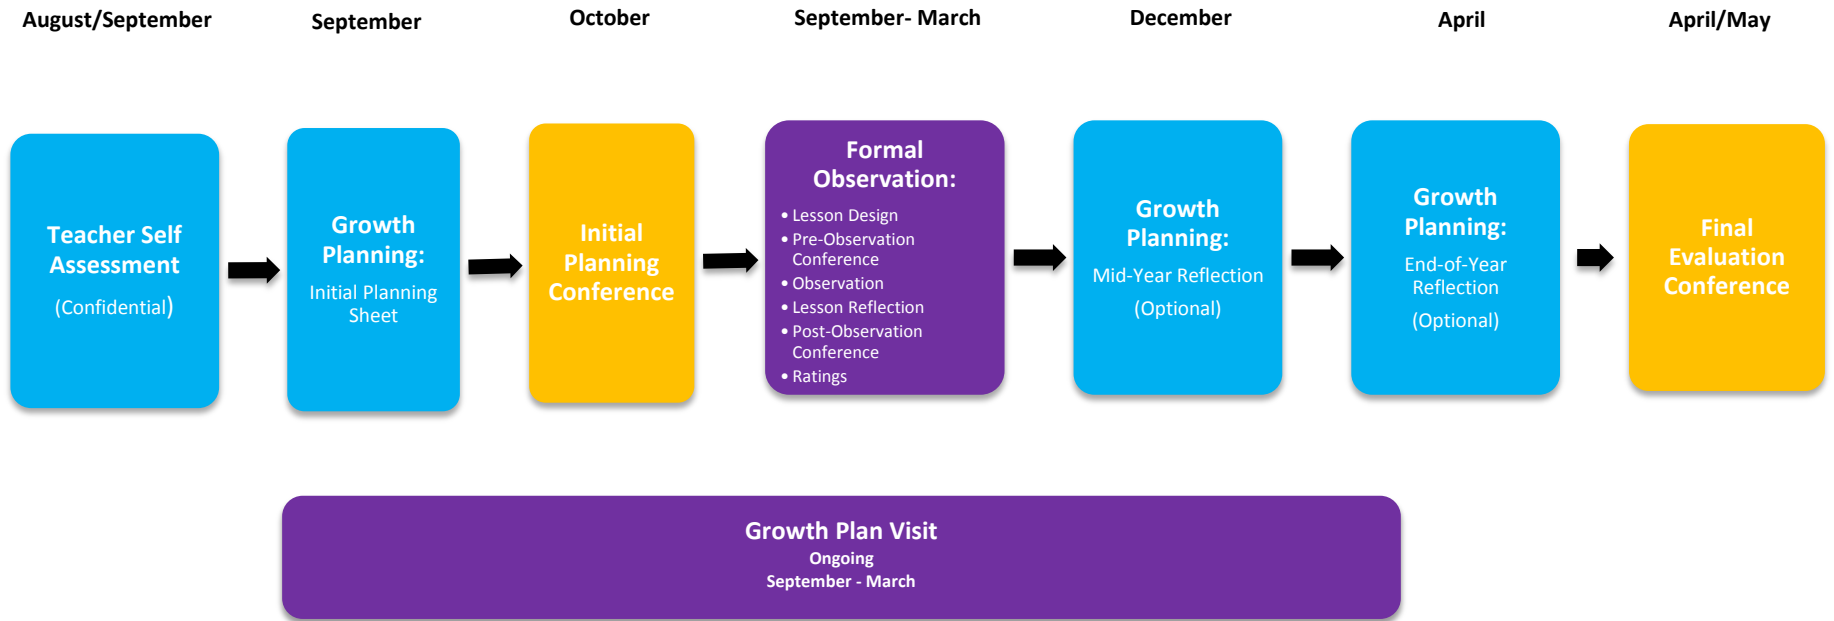 August/September
September
October
September- March
December
April
April/May
Teacher Self
Assessment
(Confidential)
Growth
Planning:
Initial Planning
Sheet
Initial
Planning
Conference
Formal
Observation:
• Lesson Design
• Pre-Observation
Conference
• Observation
• Lesson Reflection
• Post-Observation
Conference
• Ratings
Growth
Planning:
Mid-Year Reflection
(Optional)
Growth
Planning:
End-of-Year
Reflection
(Optional)
Final
Evaluation
Conference
Growth Plan Visit
Ongoing
September - March